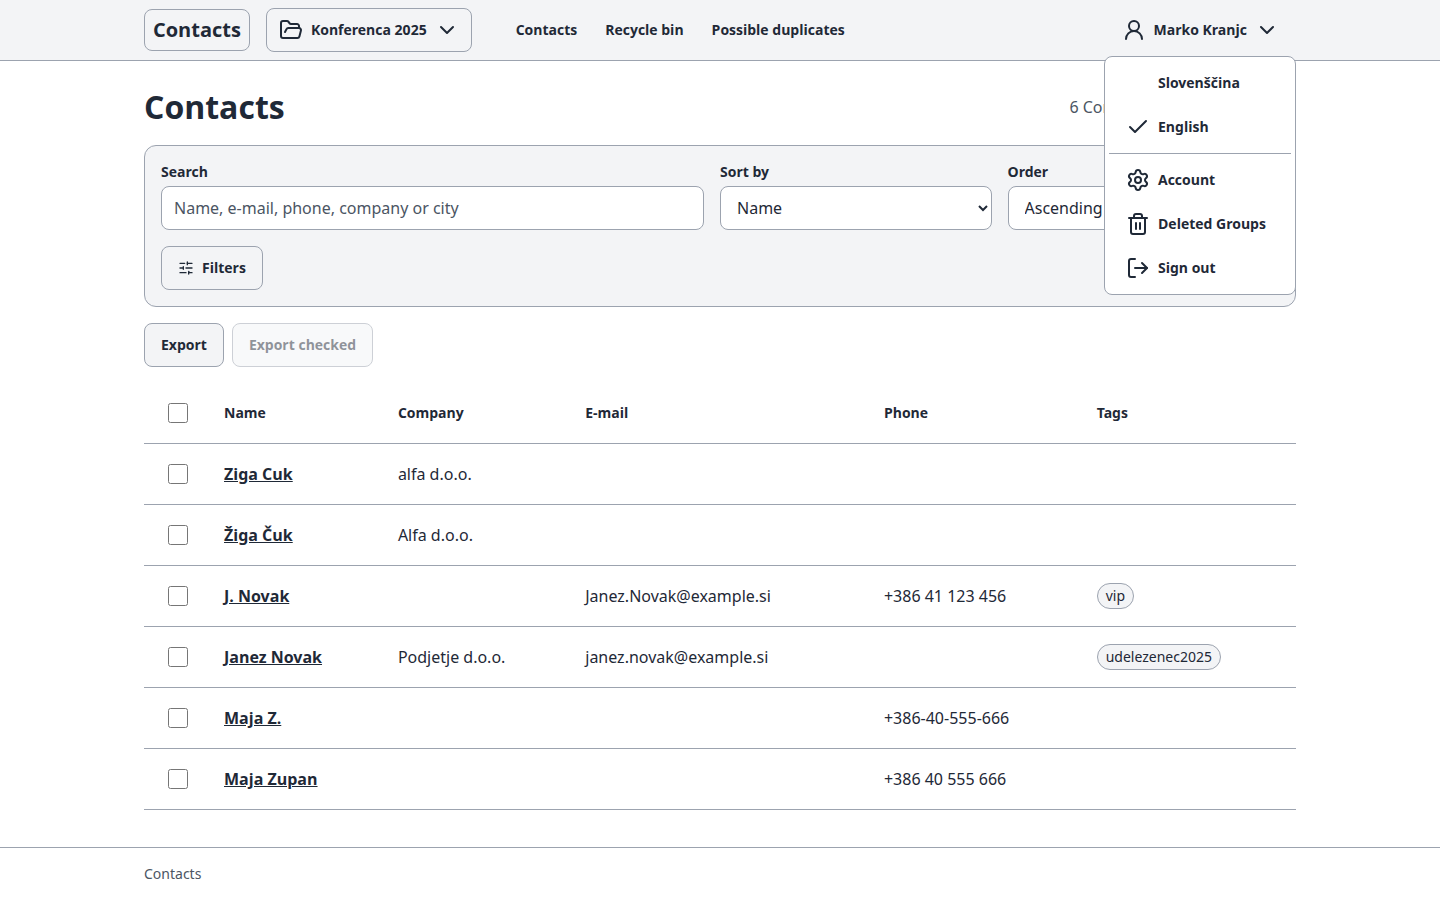 Contacts
Konferenca 2025
Contacts
Recycle bin
Possible duplicates
Marko Kranjc
Slovenščina
English
Account
Deleted Groups
Sign out
Contacts
6 Co
Search
Sort by
Order
Name, e-mail, phone, company or city
Name
Ascending
Filters
Export
Export checked
Name Company E-mail Phone Tags
Ziga Cuk alfa d.o.o.
Žiga Čuk Alfa d.o.o.
J. Novak Janez.Novak@example.si +386 41 123 456 vip
Janez Novak Podjetje d.o.o. janez.novak@example.si udelezenec2025
Maja Z. +386-40-555-666
Maja Zupan +386 40 555 666
Contacts